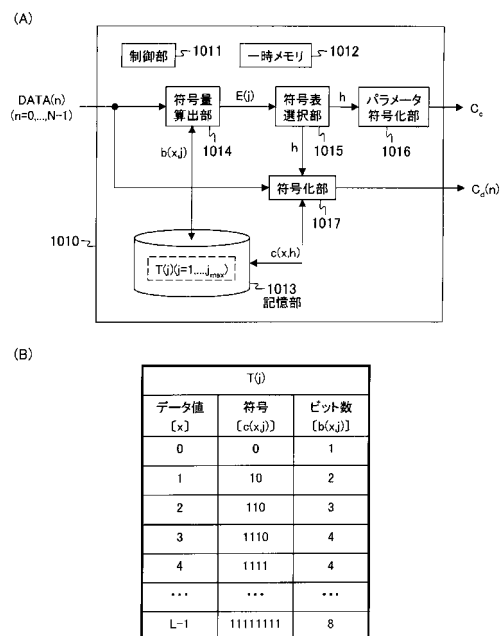 (A)
制御部 1011
一時メモリ 1012
DATA(n)
(n=0,...,N-1)
符号量
算出部
1014
E(j)
符号表
選択部
1015
h
パラメータ
符号化部
1016
C_c
b(x,j)
h
符号化部
1017
C_d(n)
1010
c(x,h)
T(j)(j=1,...,j_max)
1013
記憶部
(B)
T(j)
データ値 符号 ビット数
[x] [c(x,j)] [b(x,j)]
0 0 1
1 10 2
2 110 3
3 1110 4
4 1111 4
... ... ...
L-1 11111111 8